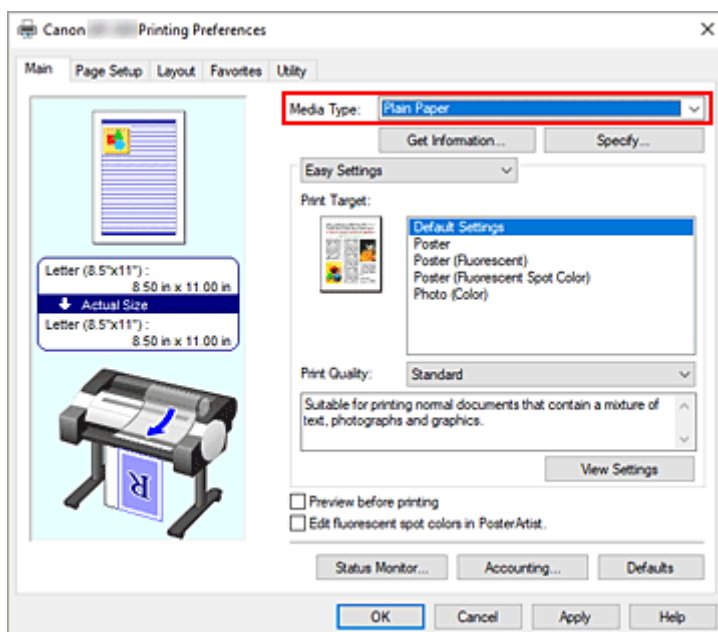 Canon Printing Preferences
Main Page Setup Layout Favorites Utility
Media Type: Plain Paper
Get Information... Specify...
Easy Settings
Print Target:
Default Settings
Poster
Poster (Fluorescent)
Poster (Fluorescent Spot Color)
Photo (Color)
Letter (8.5"x11") :
8.50 in x 11.00 in
Actual Size
Letter (8.5"x11") :
8.50 in x 11.00 in
Print Quality: Standard
Suitable for printing normal documents that contain a mixture of
text, photographs and graphics.
R
View Settings
Preview before printing
Edit fluorescent spot colors in PosterArtist.
Status Monitor... Accounting... Defaults
OK Cancel Apply Help